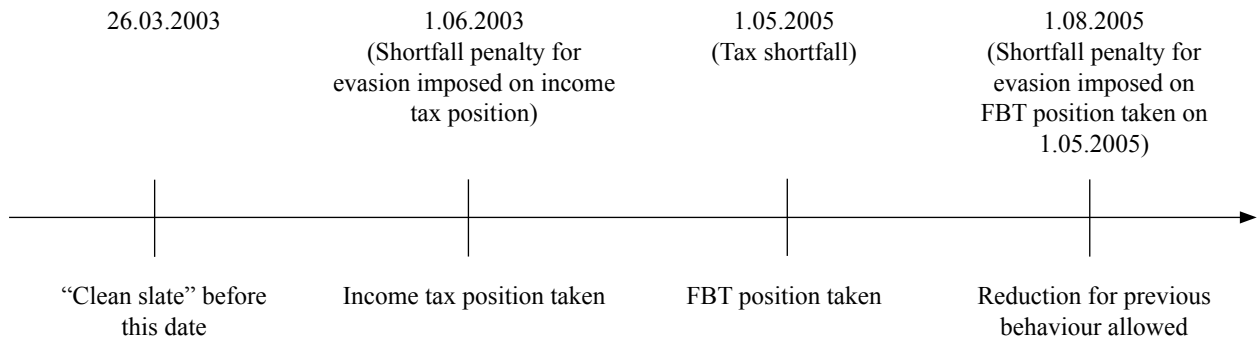 26.03.2003
1.06.2003
(Shortfall penalty for
evasion imposed on income
tax position)
1.05.2005
(Tax shortfall)
1.08.2005
(Shortfall penalty for
evasion imposed on
FBT position taken on
1.05.2005)
“Clean slate” before
this date
Income tax position taken
FBT position taken
Reduction for previous
behaviour allowed